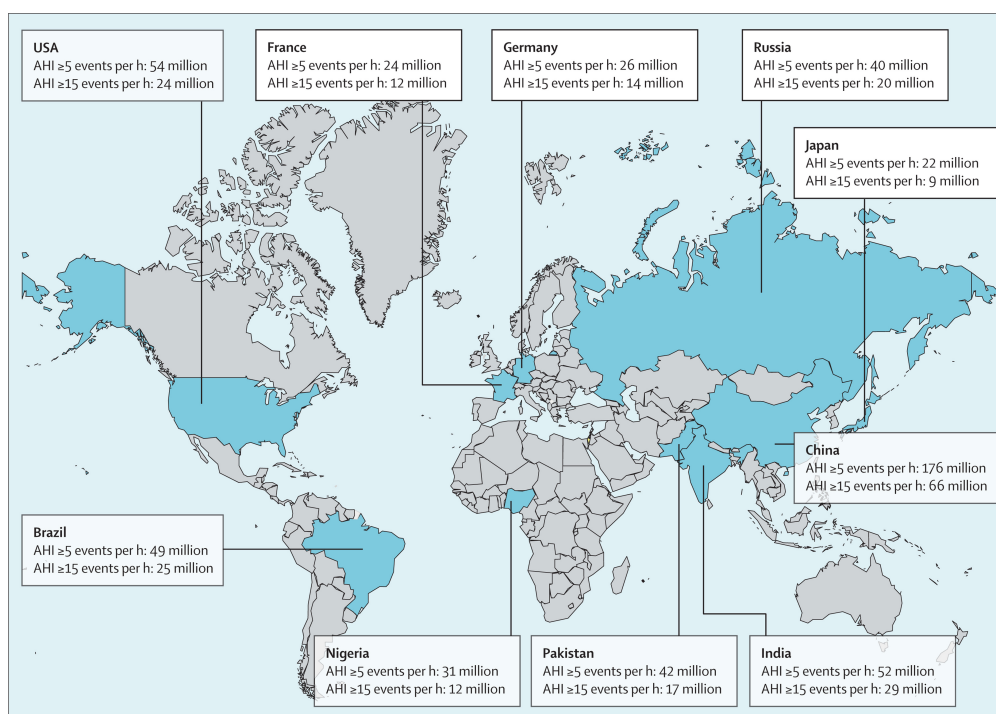 USA
AHI ≥5 events per h: 54 million
AHI ≥15 events per h: 24 million
France
AHI ≥5 events per h: 24 million
AHI ≥15 events per h: 12 million
Germany
AHI ≥5 events per h: 26 million
AHI ≥15 events per h: 14 million
Russia
AHI ≥5 events per h: 40 million
AHI ≥15 events per h: 20 million
Japan
AHI ≥5 events per h: 22 million
AHI ≥15 events per h: 9 million
China
AHI ≥5 events per h: 176 million
AHI ≥15 events per h: 66 million
Brazil
AHI ≥5 events per h: 49 million
AHI ≥15 events per h: 25 million
Nigeria
AHI ≥5 events per h: 31 million
AHI ≥15 events per h: 12 million
Pakistan
AHI ≥5 events per h: 42 million
AHI ≥15 events per h: 17 million
India
AHI ≥5 events per h: 52 million
AHI ≥15 events per h: 29 million